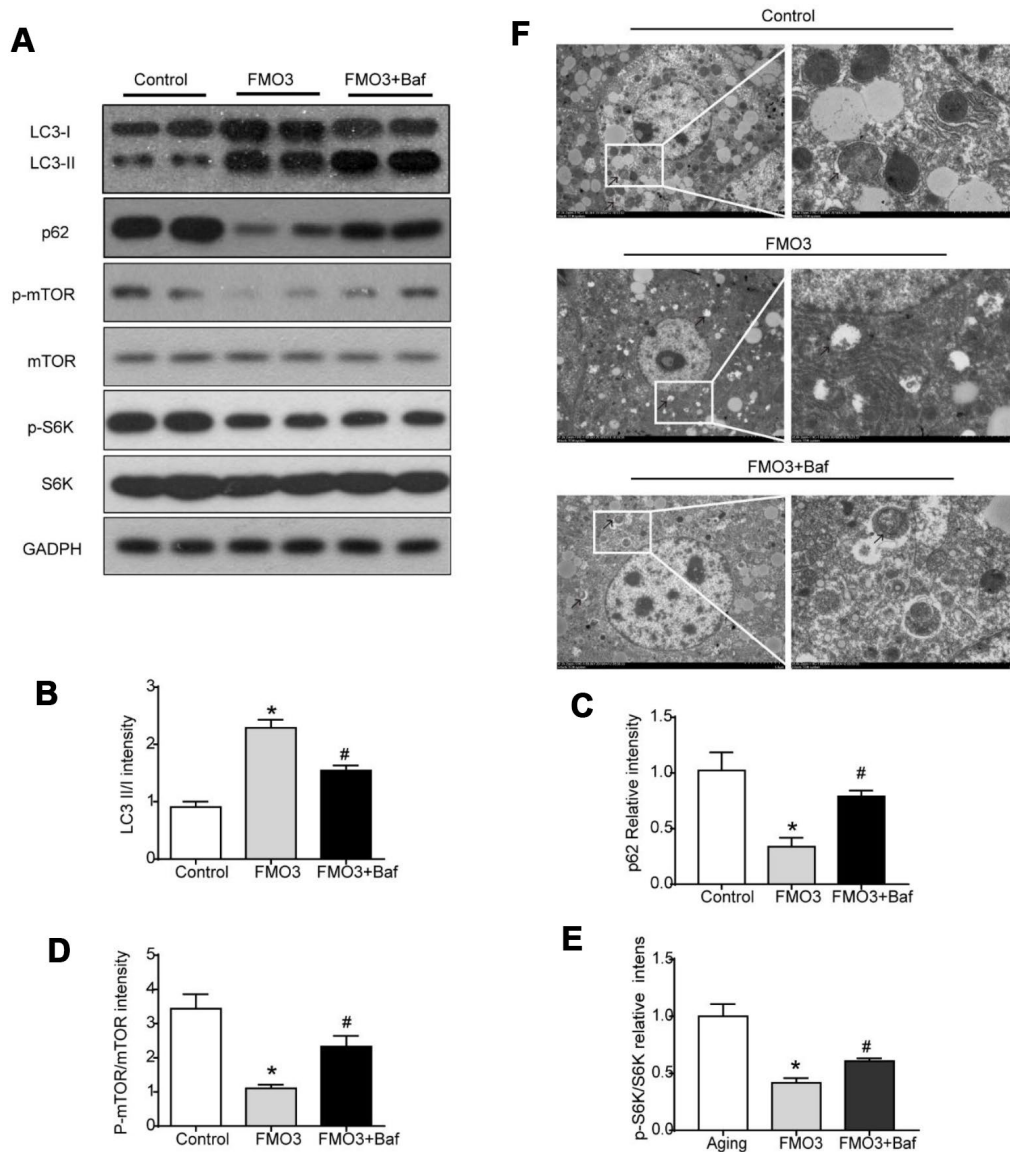 A
Control FMO3 FMO3+Baf
LC3-I
LC3-II
p62
p-mTOR
mTOR
p-S6K
S6K
GADPH
F
Control
FMO3
FMO3+Baf
B
LC3 II/I intensity
3
2
1
0
Control FMO3 FMO3+Baf
*
#
C
p62 Relative intensity
1.5
1.0
0.5
0.0
Control FMO3 FMO3+Baf
*
#
D
P-mTOR/mTOR intensity
5
4
3
2
1
0
Control FMO3 FMO3+Baf
*
#
E
p-S6K/S6K relative intens
1.5
1.0
0.5
0.0
Aging FMO3 FMO3+Baf
*
#